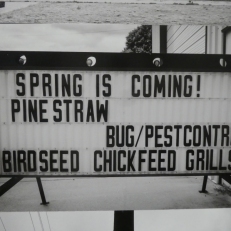 SPRING IS COMING!
PINE STRAW
BUG/PESTCONTR
BIRDSEED CHICKFEED GRILLS